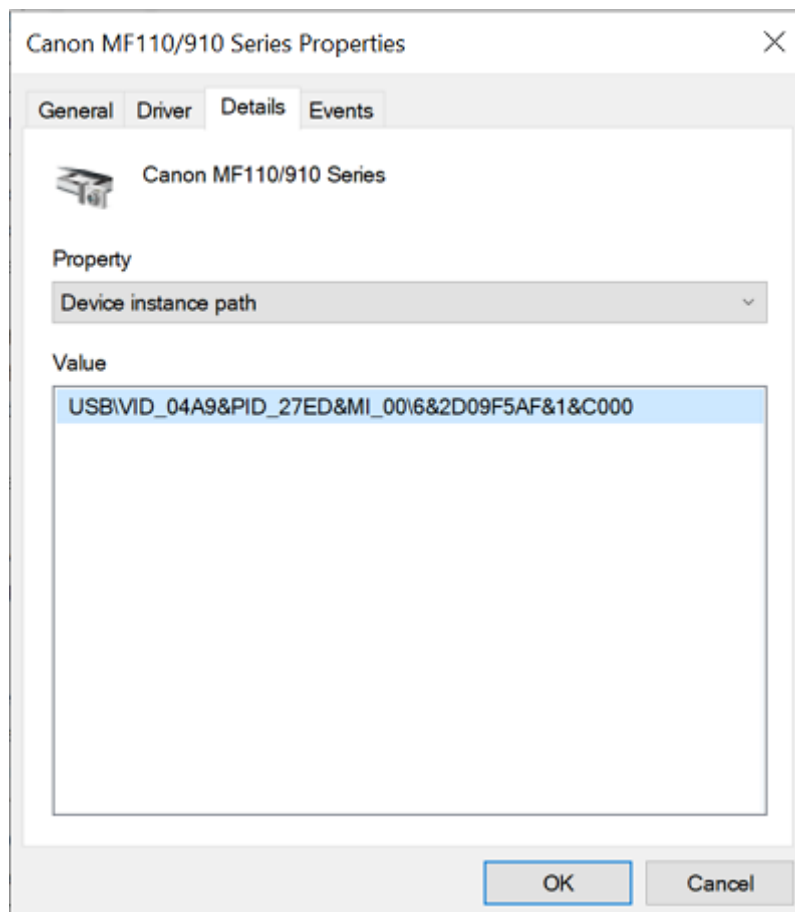 Canon MF110/910 Series Properties
General Driver Details Events
Canon MF110/910 Series
Property
Device instance path
Value
USB\VID_04A9&PID_27ED&MI_00\6&2D09F5AF&1&C000
OK Cancel